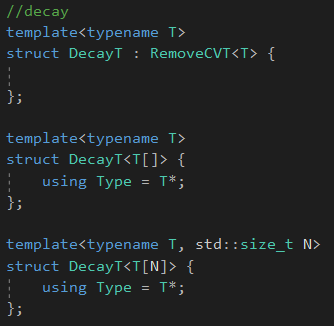 //decay
template<typename T>
struct DecayT : RemoveCVT<T> {
};
template<typename T>
struct DecayT<T[]> {
    using Type = T*;
};
template<typename T, std::size_t N>
struct DecayT<T[N]> {
    using Type = T*;
};